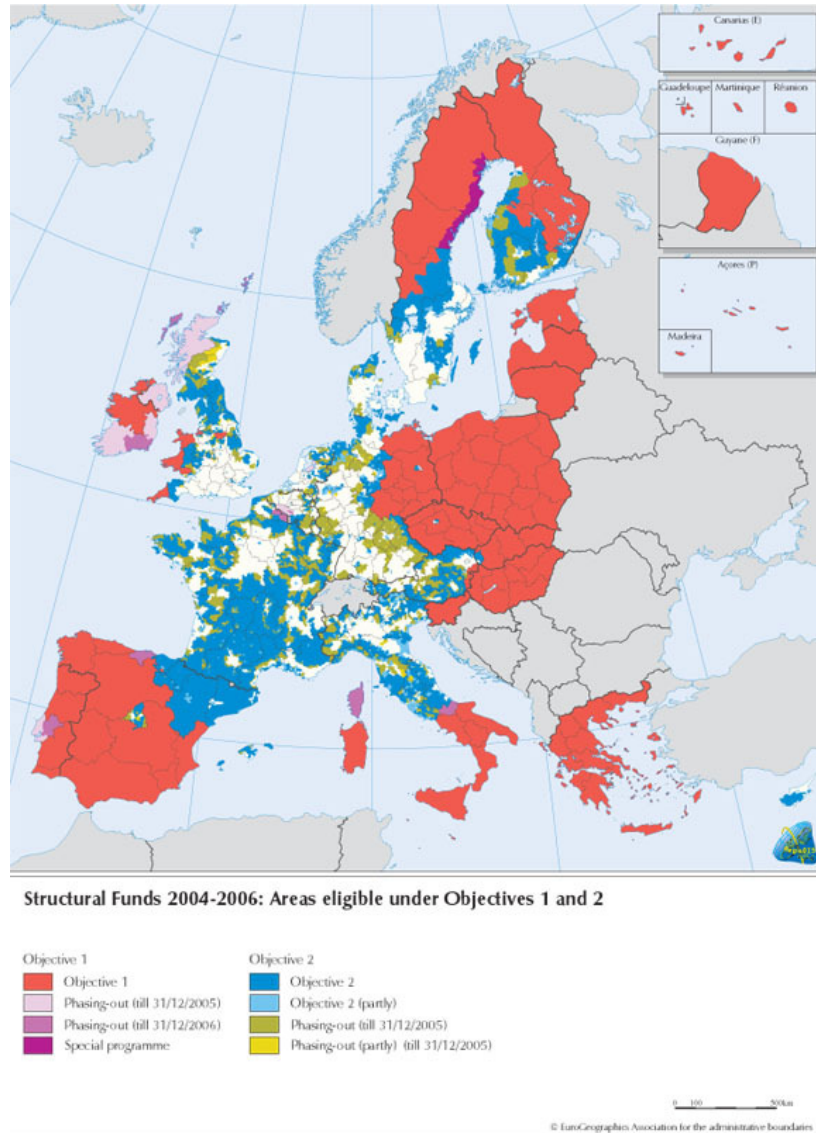 Canarias (E)
Guadeloupe
Martinique
Réunion
Guyane (F)
Açores (P)
Madeira
Structural Funds 2004-2006: Areas eligible under Objectives 1 and 2
Objective 1
Objective 1
Phasing-out (till 31/12/2005)
Phasing-out (till 31/12/2006)
Special programme
Objective 2
Objective 2
Objective 2 (partly)
Phasing-out (till 31/12/2005)
Phasing-out (partly) (till 31/12/2005)
0 100 500km
© EuroGeographics Association for the administrative boundaries